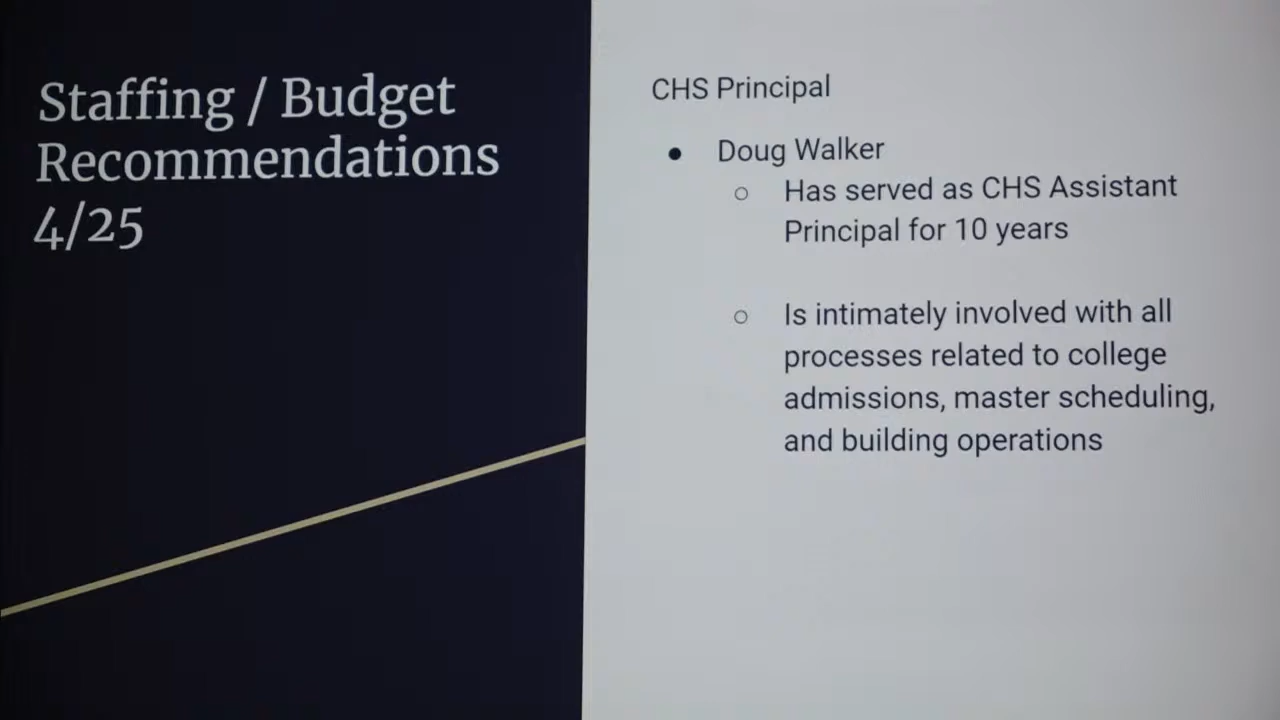 Staffing / Budget
Recommendations
4/25
CHS Principal
● Doug Walker
○ Has served as CHS Assistant
Principal for 10 years
○ Is intimately involved with all
processes related to college
admissions, master scheduling,
and building operations